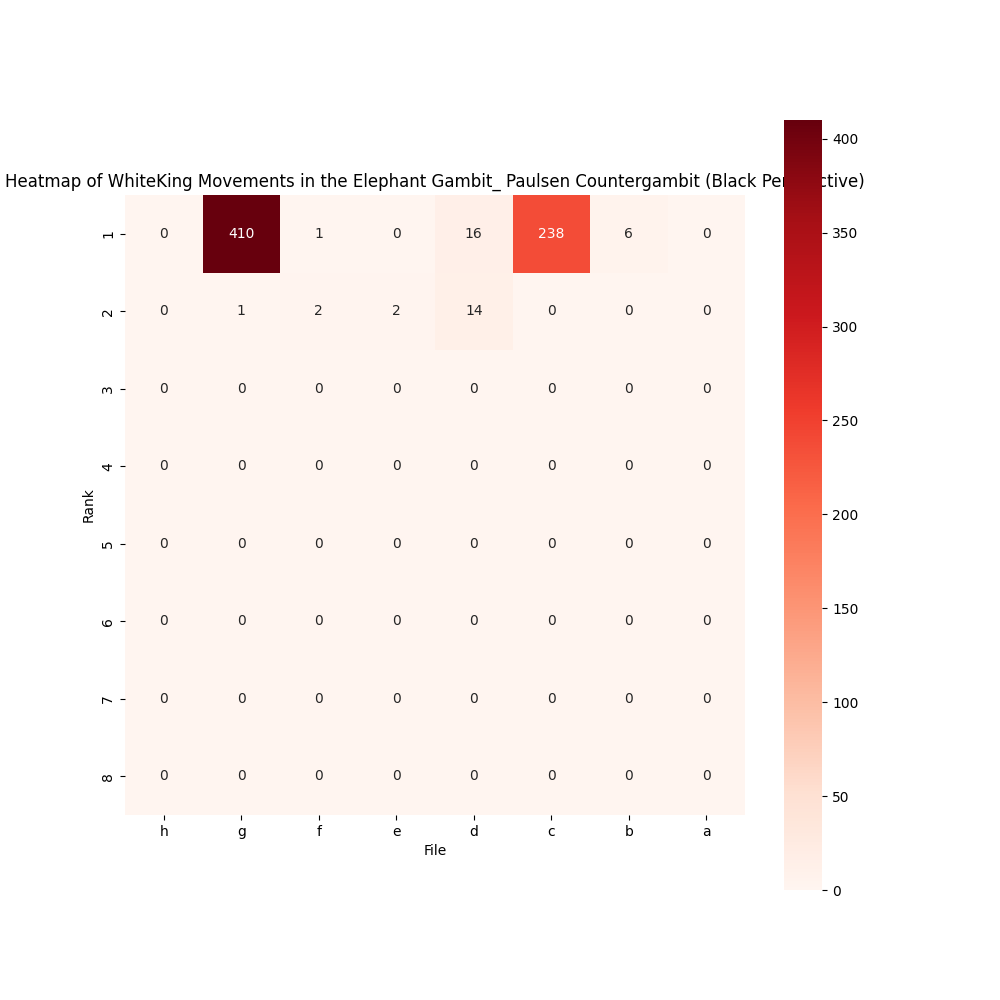 400
Heatmap of WhiteKing Movements in the Elephant Gambit_ Paulsen Countergambit (Black Pe ctive)
1 0 410 1 0 16 238 6 0
350
2 0 1 2 2 14 0 0 0
300
3 0 0 0 0 0 0 0 0
250
4 0 0 0 0 0 0 0 0
Rank
200
5 0 0 0 0 0 0 0 0
150
6 0 0 0 0 0 0 0 0
100
7 0 0 0 0 0 0 0 0
50
8 0 0 0 0 0 0 0 0
h g f e d c b a
File
0